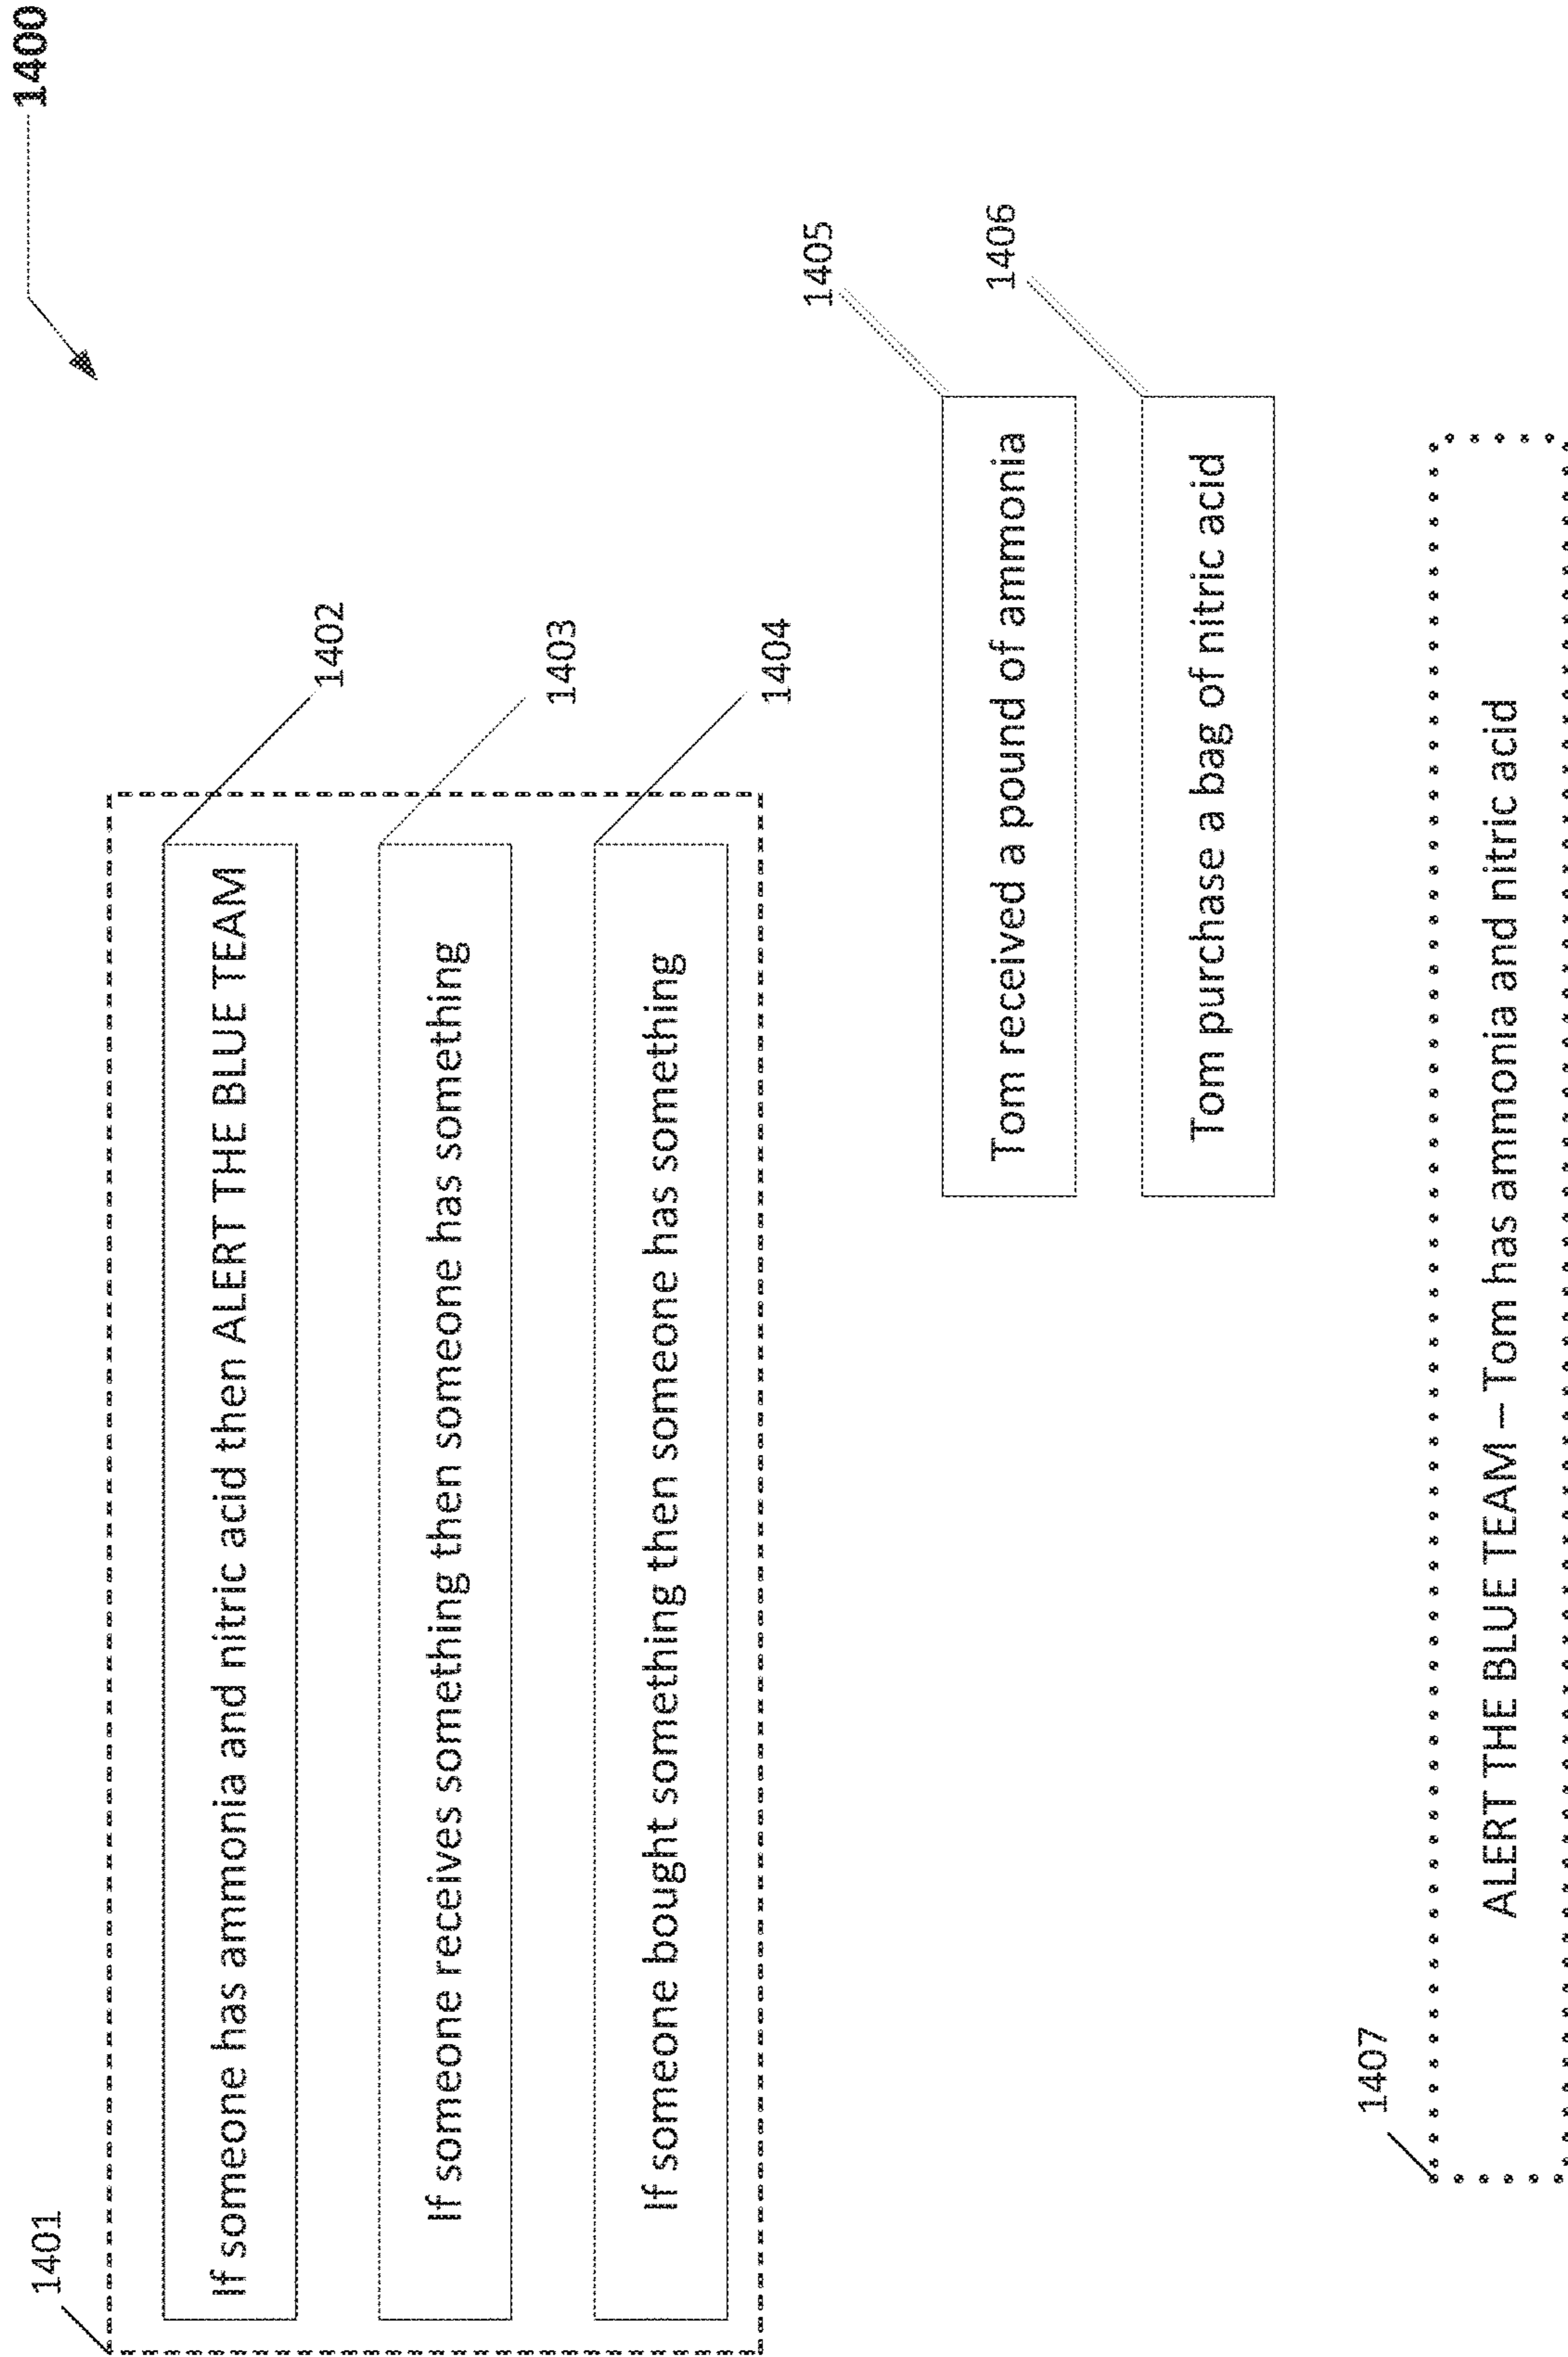 1400
1401
If someone has ammonia and nitric acid then ALERT THE BLUE TEAM
1402
If someone receives something then someone has something
1403
If someone bought something then someone has something
1404
Tom received a pound of ammonia
1405
Tom purchase a bag of nitric acid
1406
1407
ALERT THE BLUE TEAM – Tom has ammonia and nitric acid